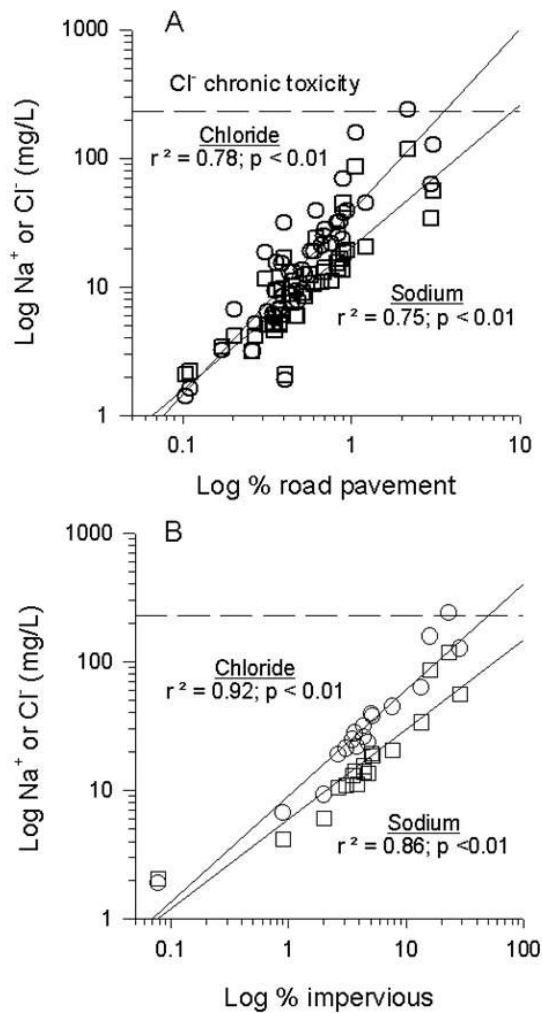 A
1000
Cl⁻ chronic toxicity
Chloride
r² = 0.78; p < 0.01
100
10
Sodium
r² = 0.75; p < 0.01
1
0.1 1 10
Log Na⁺ or Cl⁻ (mg/L)
Log % road pavement
B
1000
100
Chloride
r² = 0.92; p < 0.01
10
Sodium
r² = 0.86; p <0.01
1
0.1 1 10 100
Log Na⁺ or Cl⁻ (mg/L)
Log % impervious